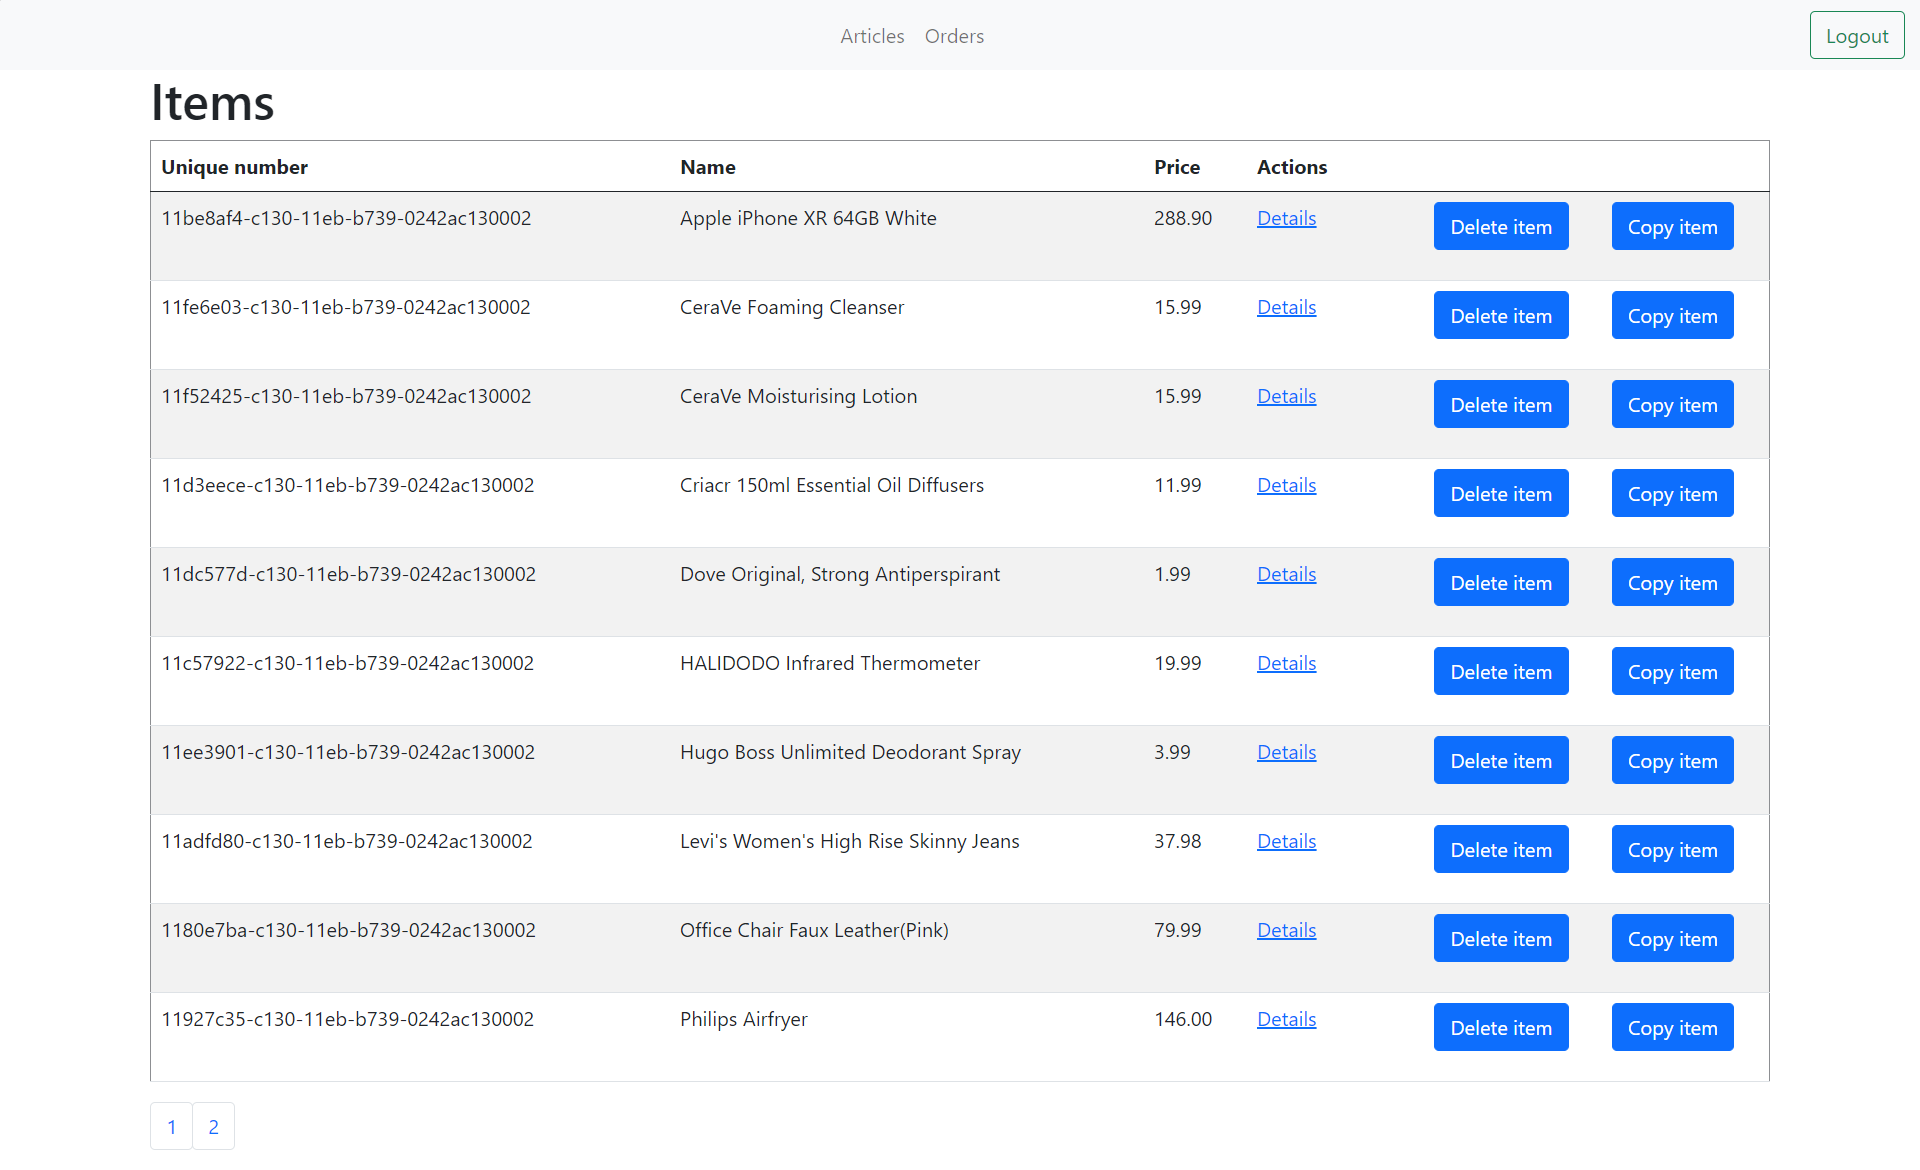 Articles Orders Logout
Items
Unique number Name Price Actions
11be8af4-c130-11eb-b739-0242ac130002 Apple iPhone XR 64GB White 288.90 Details Delete item Copy item
11fe6e03-c130-11eb-b739-0242ac130002 CeraVe Foaming Cleanser 15.99 Details Delete item Copy item
11f52425-c130-11eb-b739-0242ac130002 CeraVe Moisturising Lotion 15.99 Details Delete item Copy item
11d3eece-c130-11eb-b739-0242ac130002 Criacr 150ml Essential Oil Diffusers 11.99 Details Delete item Copy item
11dc577d-c130-11eb-b739-0242ac130002 Dove Original, Strong Antiperspirant 1.99 Details Delete item Copy item
11c57922-c130-11eb-b739-0242ac130002 HALIDODO Infrared Thermometer 19.99 Details Delete item Copy item
11ee3901-c130-11eb-b739-0242ac130002 Hugo Boss Unlimited Deodorant Spray 3.99 Details Delete item Copy item
11adfd80-c130-11eb-b739-0242ac130002 Levi's Women's High Rise Skinny Jeans 37.98 Details Delete item Copy item
1180e7ba-c130-11eb-b739-0242ac130002 Office Chair Faux Leather(Pink) 79.99 Details Delete item Copy item
11927c35-c130-11eb-b739-0242ac130002 Philips Airfryer 146.00 Details Delete item Copy item
1 2